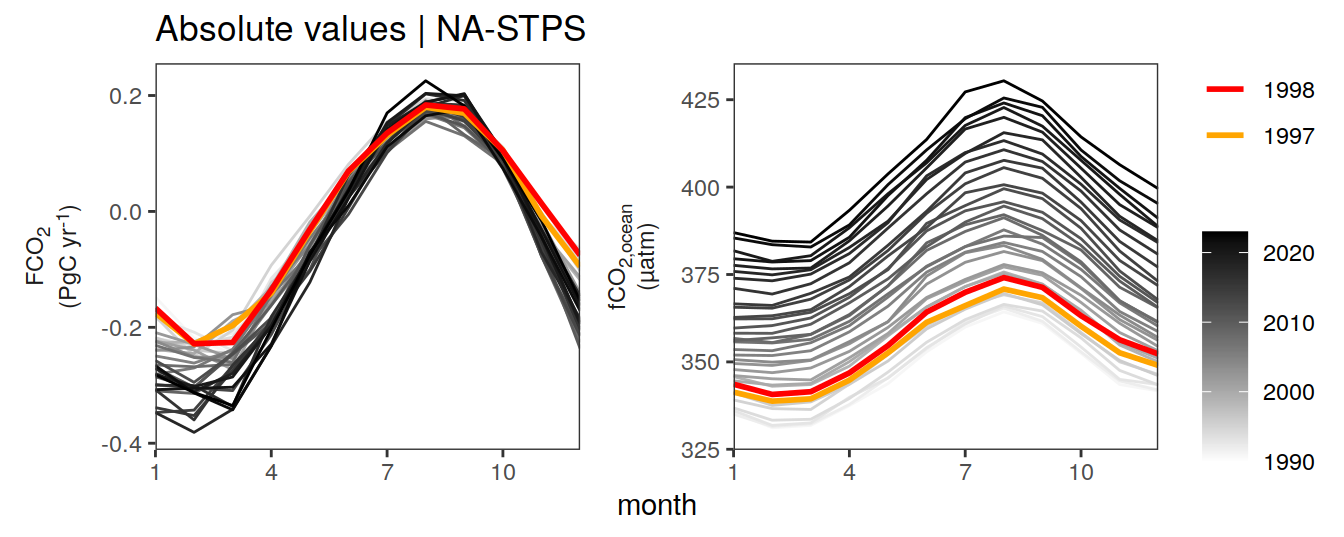 Absolute values | NA-STPS
FCO₂
(PgC yr⁻¹)
0.2
0.0
-0.2
-0.4
1 4 7 10
fCO₂,ocean
(µatm)
425
400
375
350
325
1 4 7 10
month
1998
1997
2020
2010
2000
1990